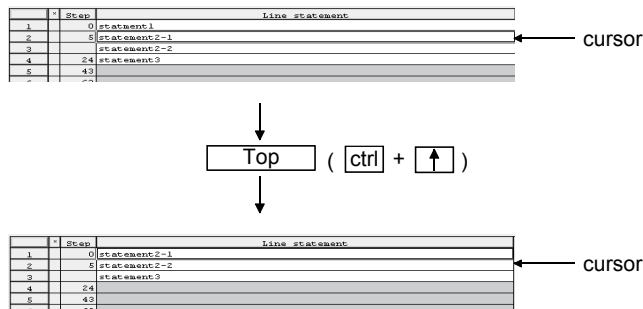 * Step Line statement
1 0 statment1
2 5 statement2-1
cursor
3 statement2-2
4 24 statement3
5 43
Top ( ctrl + ↑ )
* Step Line statement
1 0 statement2-1
2 5 statement2-2
cursor
3 statement3
4 24
5 43